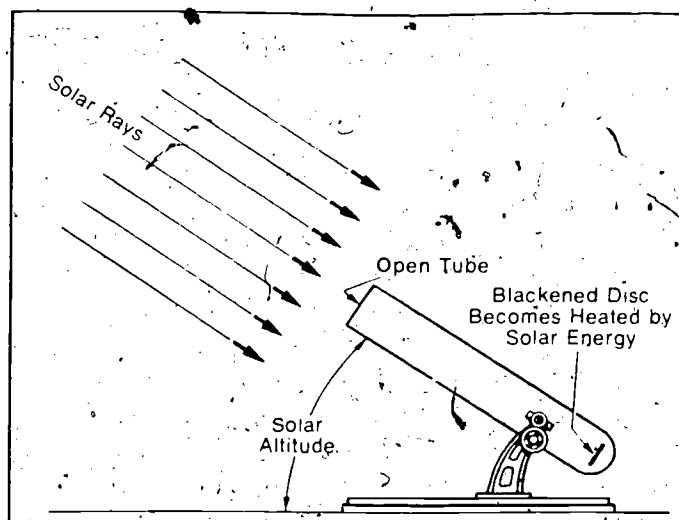 Solar Rays
Open Tube
Blackened Disc
Becomes Heated by
Solar Energy
Solar
Altitude